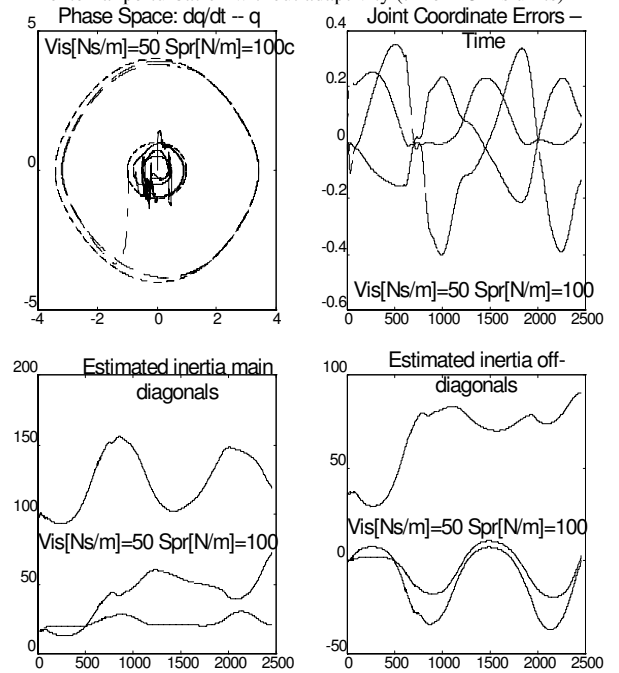 Phase Space: dq/dt -- q
Joint Coordinate Errors –
Time
5
Vis[Ns/m]=50 Spr[N/m]=100c
0
-5
-4 -2 0 2 4
0.4
0.2
0
-0.2
-0.4
Vis[Ns/m]=50 Spr[N/m]=100
-0.6
0 500 1000 1500 2000 2500
Estimated inertia main
diagonals
200
150
100
Vis[Ns/m]=50 Spr[N/m]=100
50
0
0 500 1000 1500 2000 2500
Estimated inertia off-
diagonals
100
50
Vis[Ns/m]=50 Spr[N/m]=100
0
-50
0 500 1000 1500 2000 2500